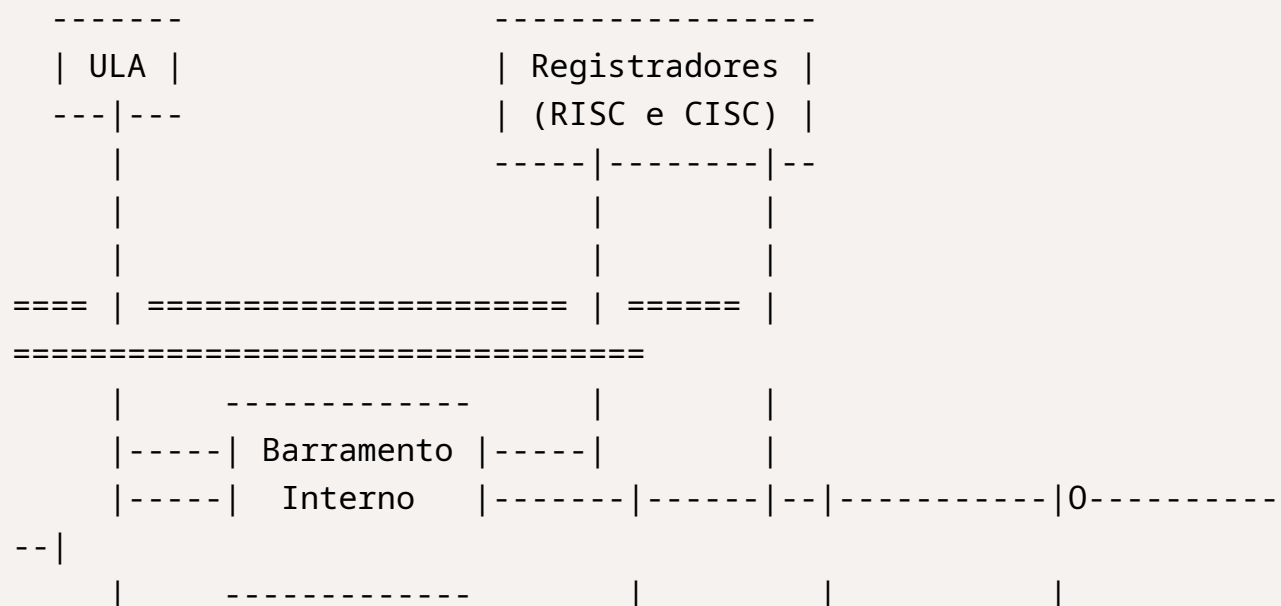 -------                -----------------
  | ULA |                | Registradores |
  ---|---                | (RISC e CISC) |
     |                   -----|--------|--
     |                        |        |
     |                        |        |
==== | ====================== | ====== |
=================================
     |     -------------      |        |
     |-----| Barramento |-----|        |
     |-----|  Interno   |-------|------|--|-----------|O----------
--|
     |     -------------        |         |           |